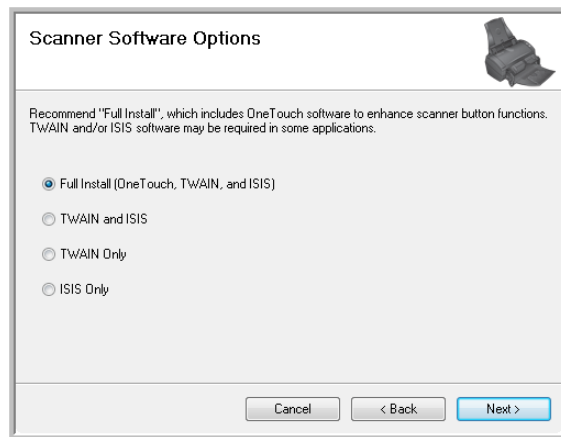 Scanner Software Options
Recommend "Full Install", which includes OneTouch software to enhance scanner button functions.
TWAIN and/or ISIS software may be required in some applications.
Full Install (OneTouch, TWAIN, and ISIS)
TWAIN and ISIS
TWAIN Only
ISIS Only
Cancel < Back Next >